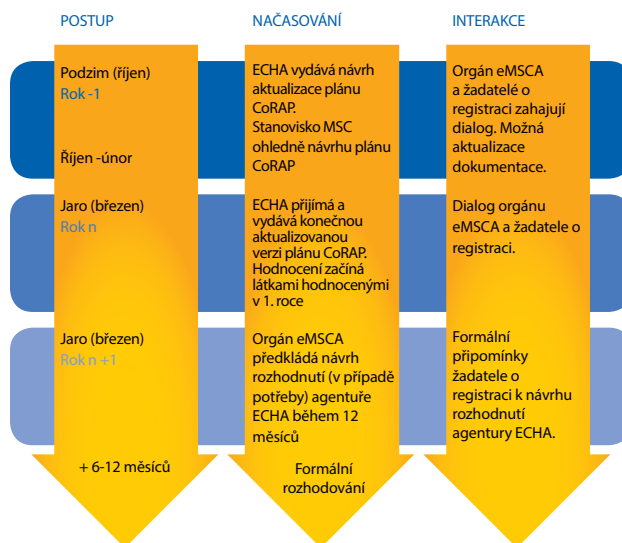 POSTUP
NAČASOVÁNÍ
INTERAKCE
Podzim (říjen)
Rok -1
Říjen -únor
ECHA vydává návrh
aktualizace plánu
CoRAP.
Stanovisko MSC
ohledně návrhu plánu
CoRAP
Orgán eMSCA
a žadatelé o
registraci zahajují
dialog. Možná
aktualizace
dokumentace.
Jaro (březen)
Rok n
ECHA přijímá a
vydává konečnou
aktualizovanou
verzi plánu CoRAP.
Hodnocení začíná
látkami hodnocenými
v 1. roce
Dialog orgánu
eMSCA a žadatele o
registraci.
Jaro (březen)
Rok n +1
Orgán eMSCA
předkládá návrh
rozhodnutí (v případě
potřeby) agentuře
ECHA během 12
měsíců
Formální
připomínky
žadatele o
registraci k návrhu
rozhodnutí
agentury ECHA.
+ 6-12 měsíců
Formální
rozhodování